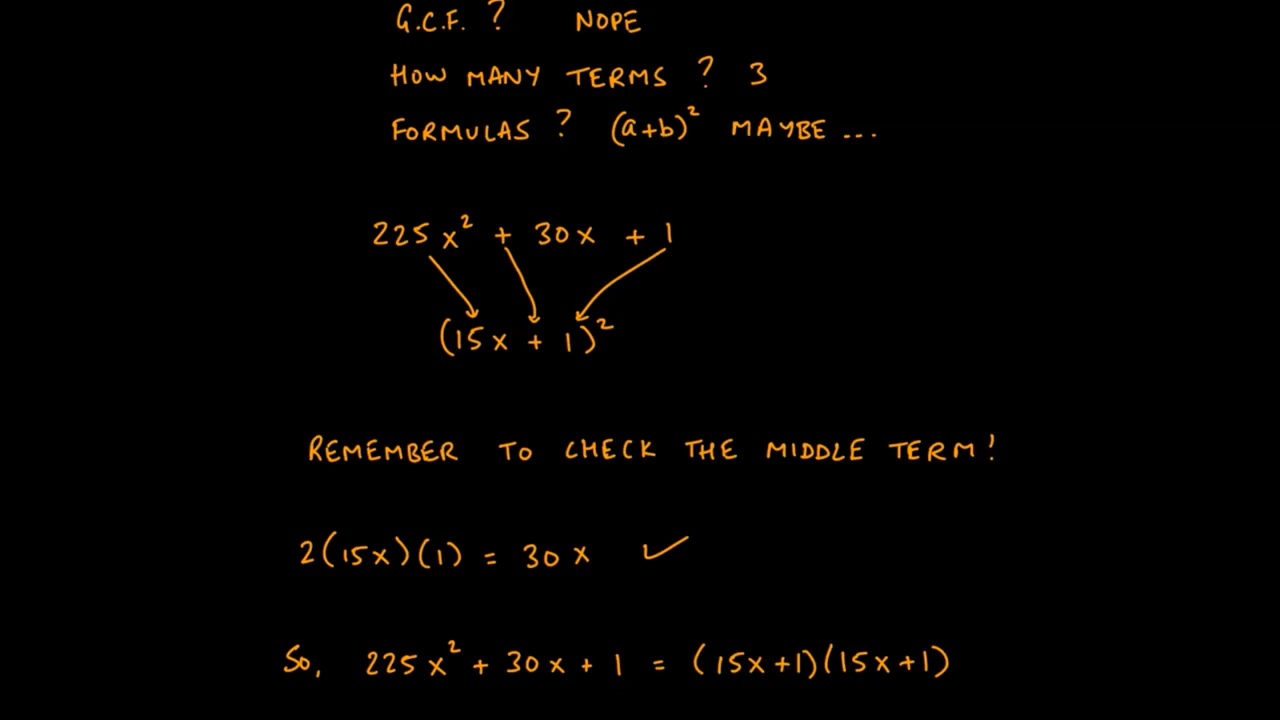 G.C.F. ? NOPE
HOW MANY TERMS ? 3
FORMULAS ? (a+b)² MAYBE ...
225x² + 30x + 1
(15x + 1)²
REMEMBER TO CHECK THE MIDDLE TERM!
2(15x)(1) = 30x ✓
So, 225x² + 30x + 1 = (15x+1)(15x+1)